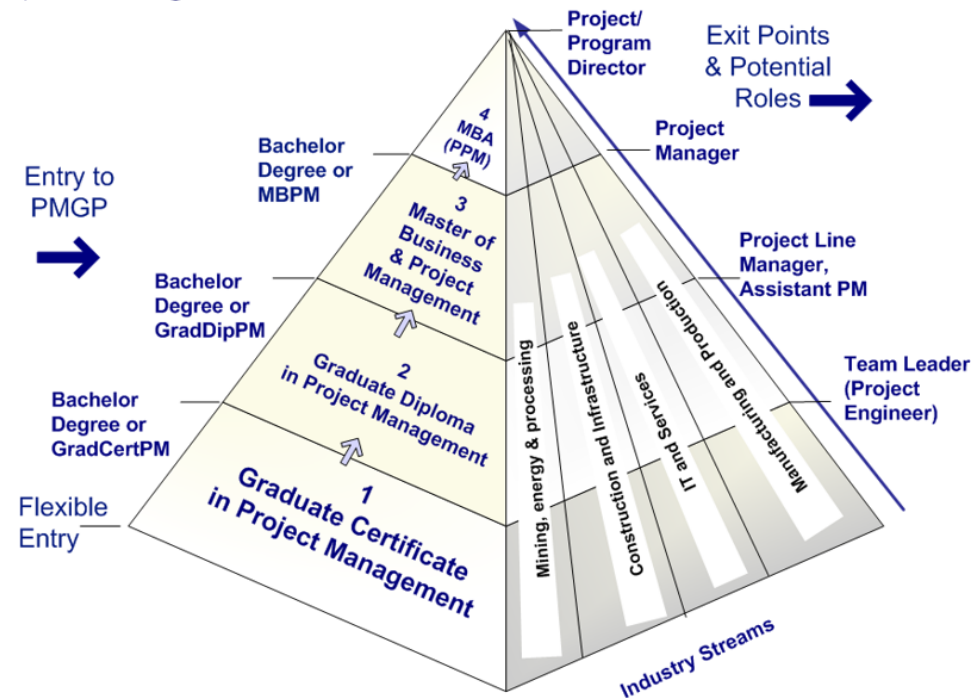 Project/
Program
Director
Exit Points
& Potential
Roles
4
MBA
(PPM)
Bachelor
Degree or
MBPM
Project
Manager
Entry to
PMGP
3
Master of
Business
& Project
Management
Project Line
Manager,
Assistant PM
Bachelor
Degree or
GradDipPM
2
Graduate Diploma
in Project Management
Team Leader
(Project
Engineer)
Bachelor
Degree or
GradCertPM
1
Graduate Certificate
in Project Management
Flexible
Entry
Mining, energy & processing
Construction and Infrastructure
IT and Services
Manufacturing and Production
Industry Streams